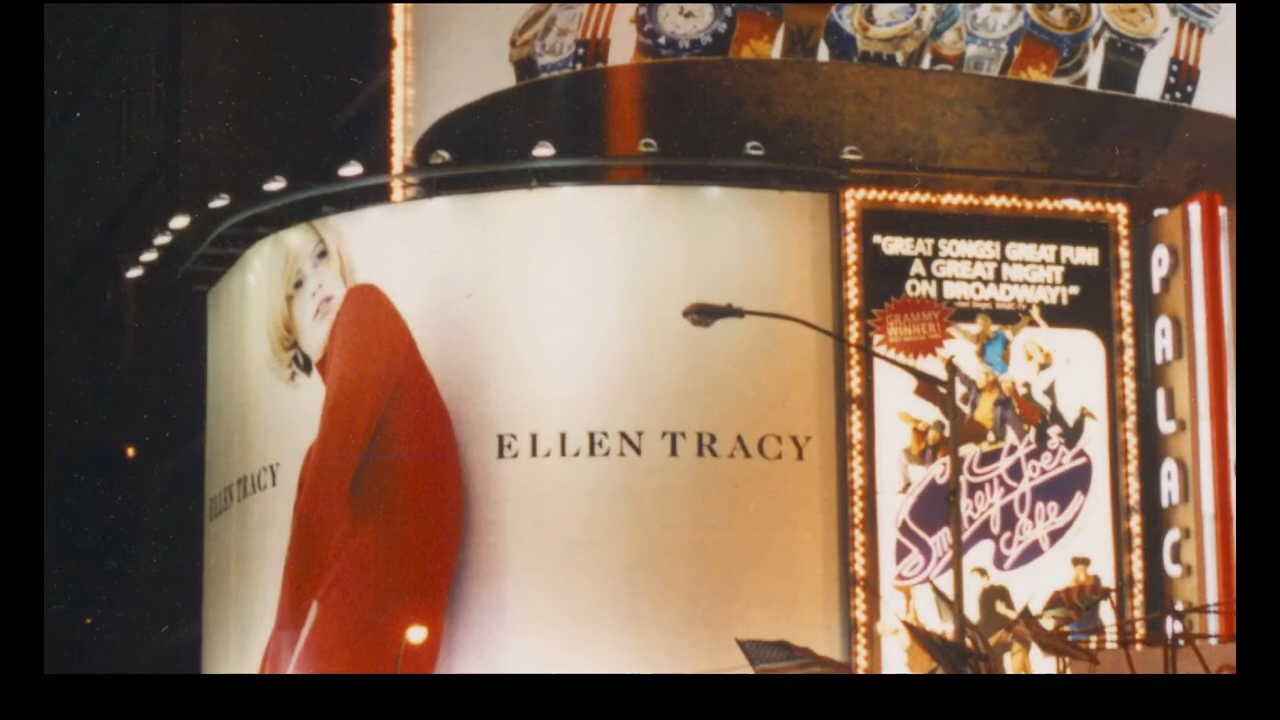 ELLEN TRACY
ELLEN TRACY
"GREAT SONGS! GREAT FUN!
A GREAT NIGHT
ON BROADWAY!"
GRAMMY
WINNER!
Smokey Joe's
Cafe
PALAC